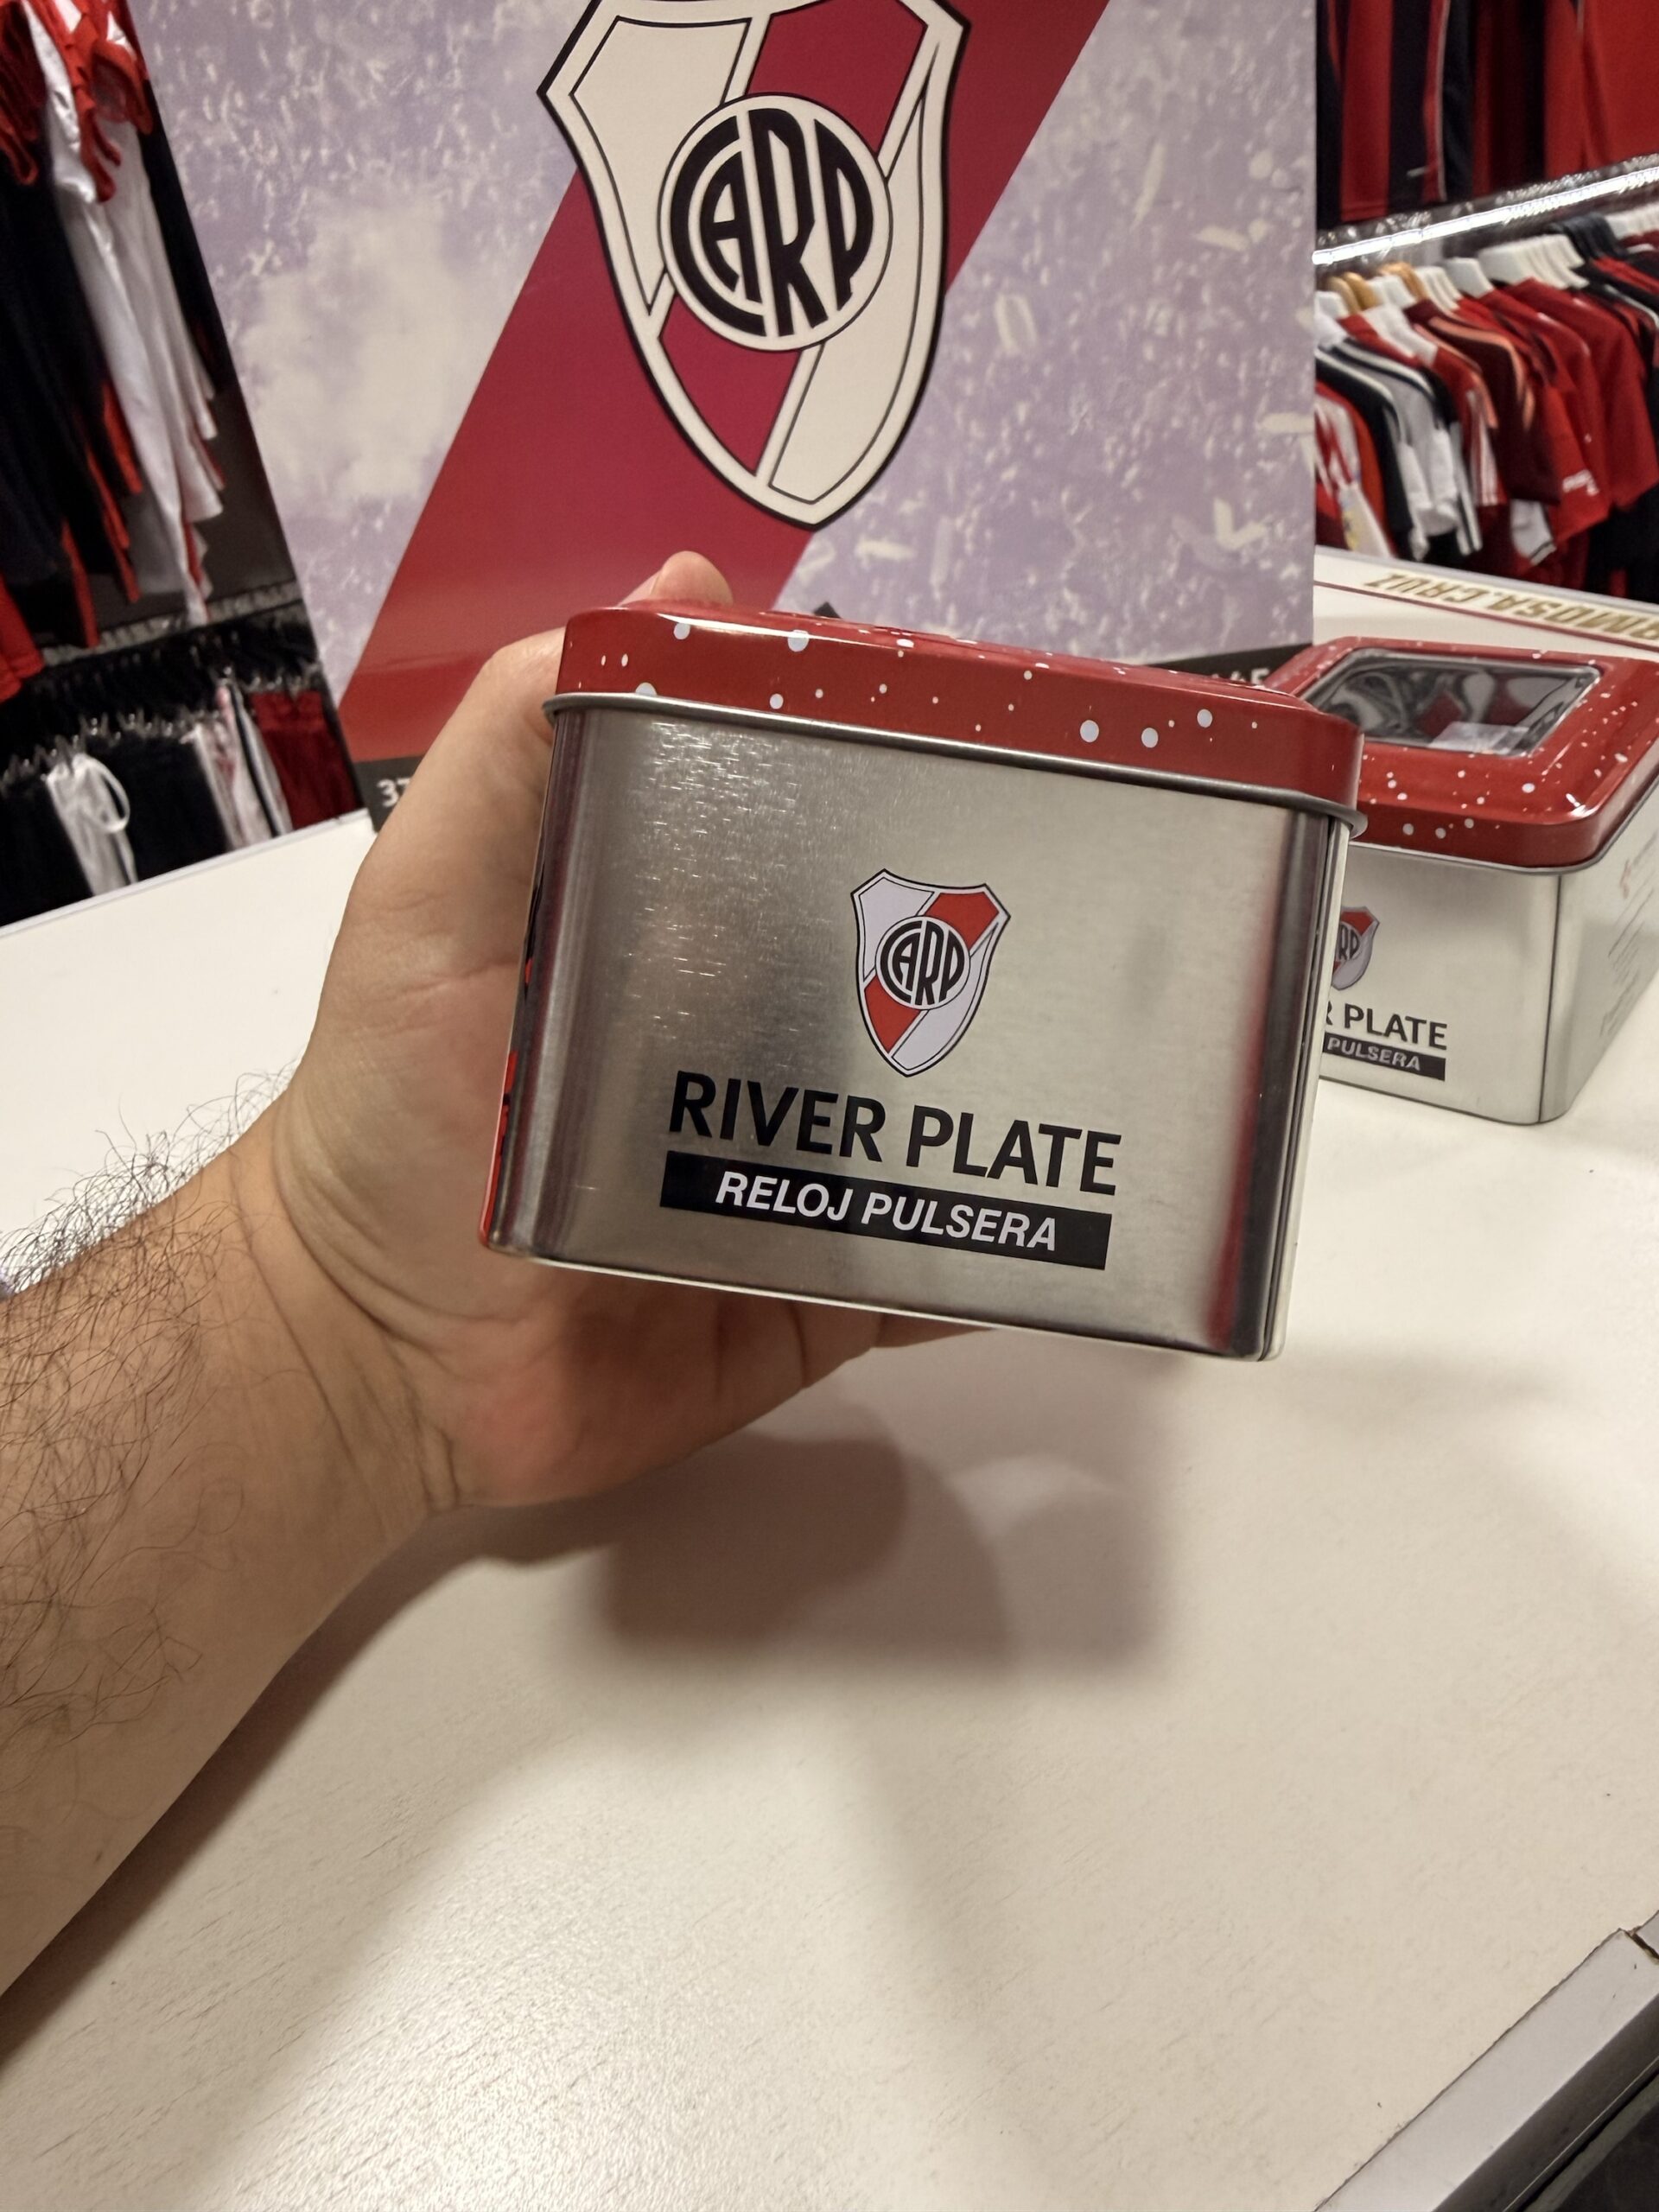 CARP
CARP
RIVER PLATE
RELOJ PULSERA
PLATE
PULSERA